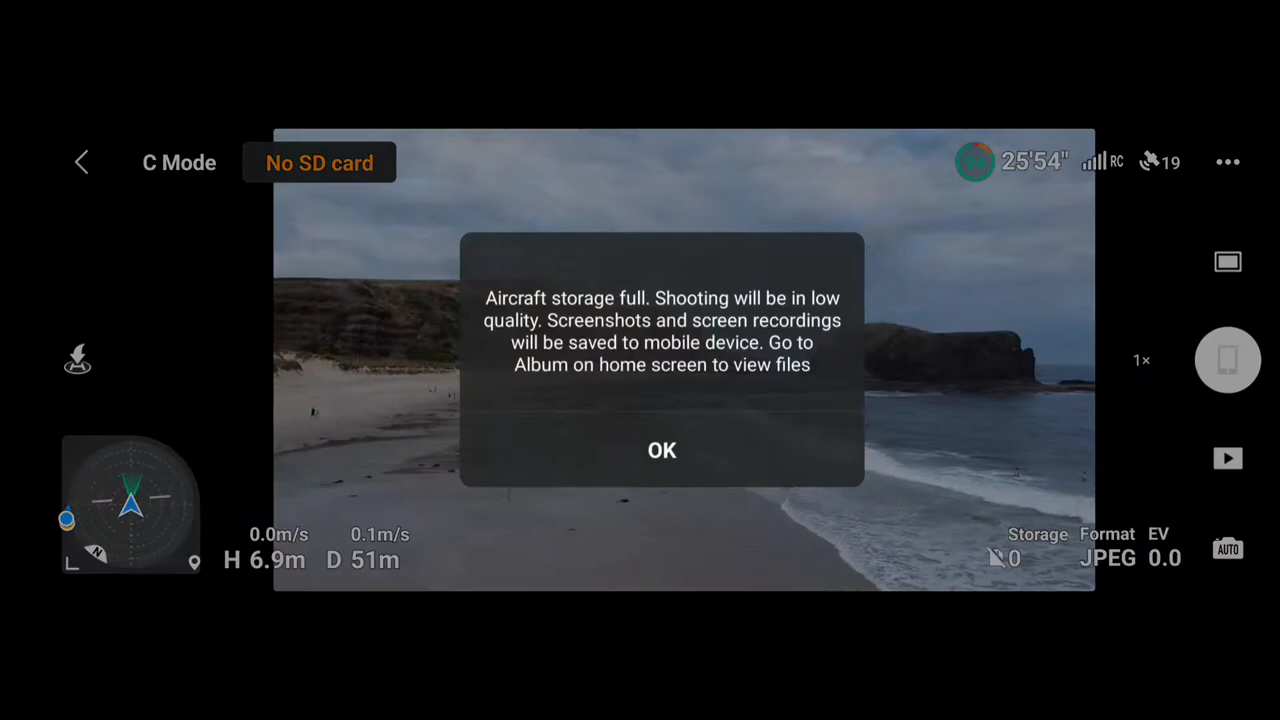 C Mode
No SD card
25'54"
RC
19
Aircraft storage full. Shooting will be in low
quality. Screenshots and screen recordings
will be saved to mobile device. Go to
Album on home screen to view files
OK
1×
N
0.0m/s 0.1m/s
H 6.9m D 51m
Storage Format EV
0 JPEG 0.0
AUTO